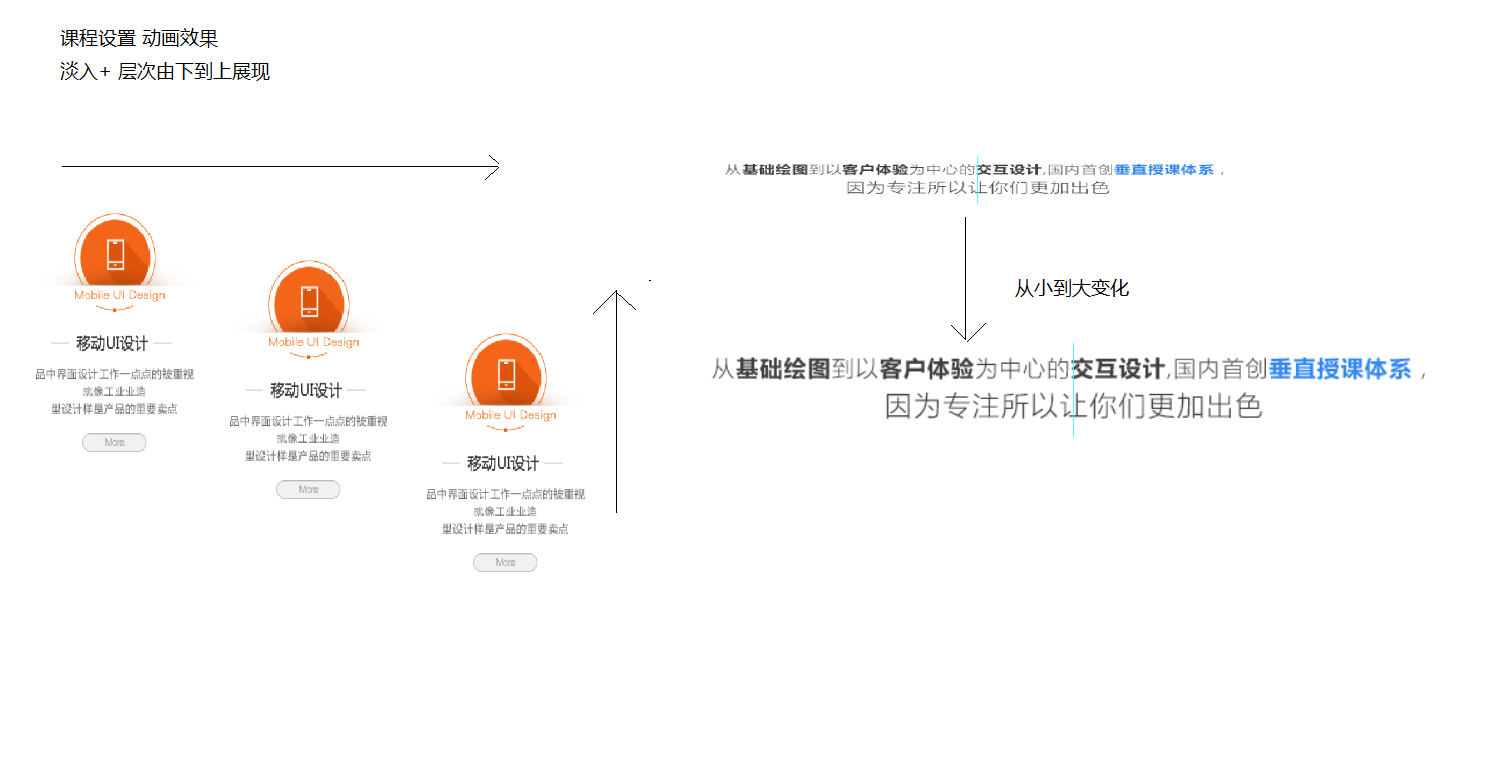 课程设置 动画效果
淡入+ 层次由下到上展现
Mobile UI Design
移动UI设计
品中界面设计工作一点点的被重视
就像工业业造
型设计样是产品的重要卖点
More
Mobile UI Design
移动UI设计
品中界面设计工作一点点的被重视
就像工业业造
型设计样是产品的重要卖点
More
Mobile UI Design
移动UI设计
品中界面设计工作一点点的被重视
就像工业业造
型设计样是产品的重要卖点
More
从基础绘图到以客户体验为中心的交互设计,国内首创垂直授课体系，
因为专注所以让你们更加出色
从小到大变化
从基础绘图到以客户体验为中心的交互设计,国内首创垂直授课体系，
因为专注所以让你们更加出色